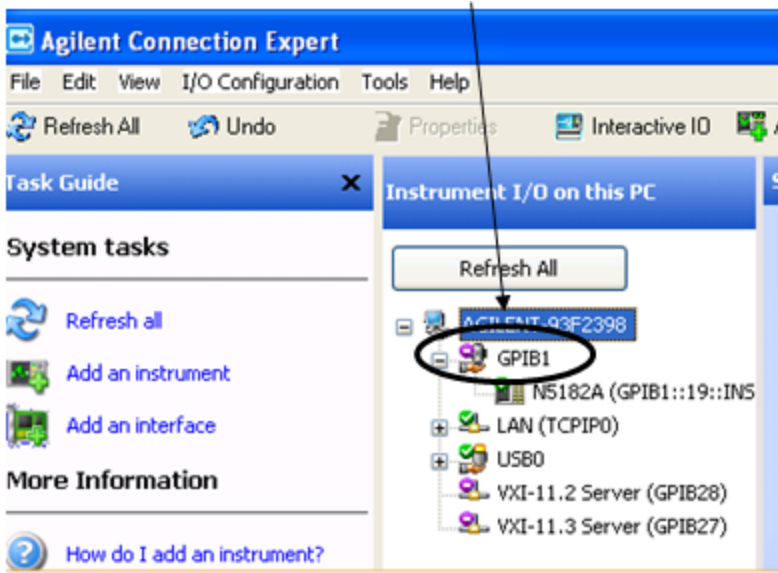 Agilent Connection Expert
File Edit View I/O Configuration Tools Help
Refresh All Undo Properties Interactive IO
Task Guide
System tasks
Refresh all
Add an instrument
Add an interface
More Information
How do I add an instrument?
Instrument I/O on this PC
Refresh All
AGILENT-93F2398
GPIB1
N5182A (GPIB1::19::INS
LAN (TCPIP0)
USB0
VXI-11.2 Server (GPIB28)
VXI-11.3 Server (GPIB27)